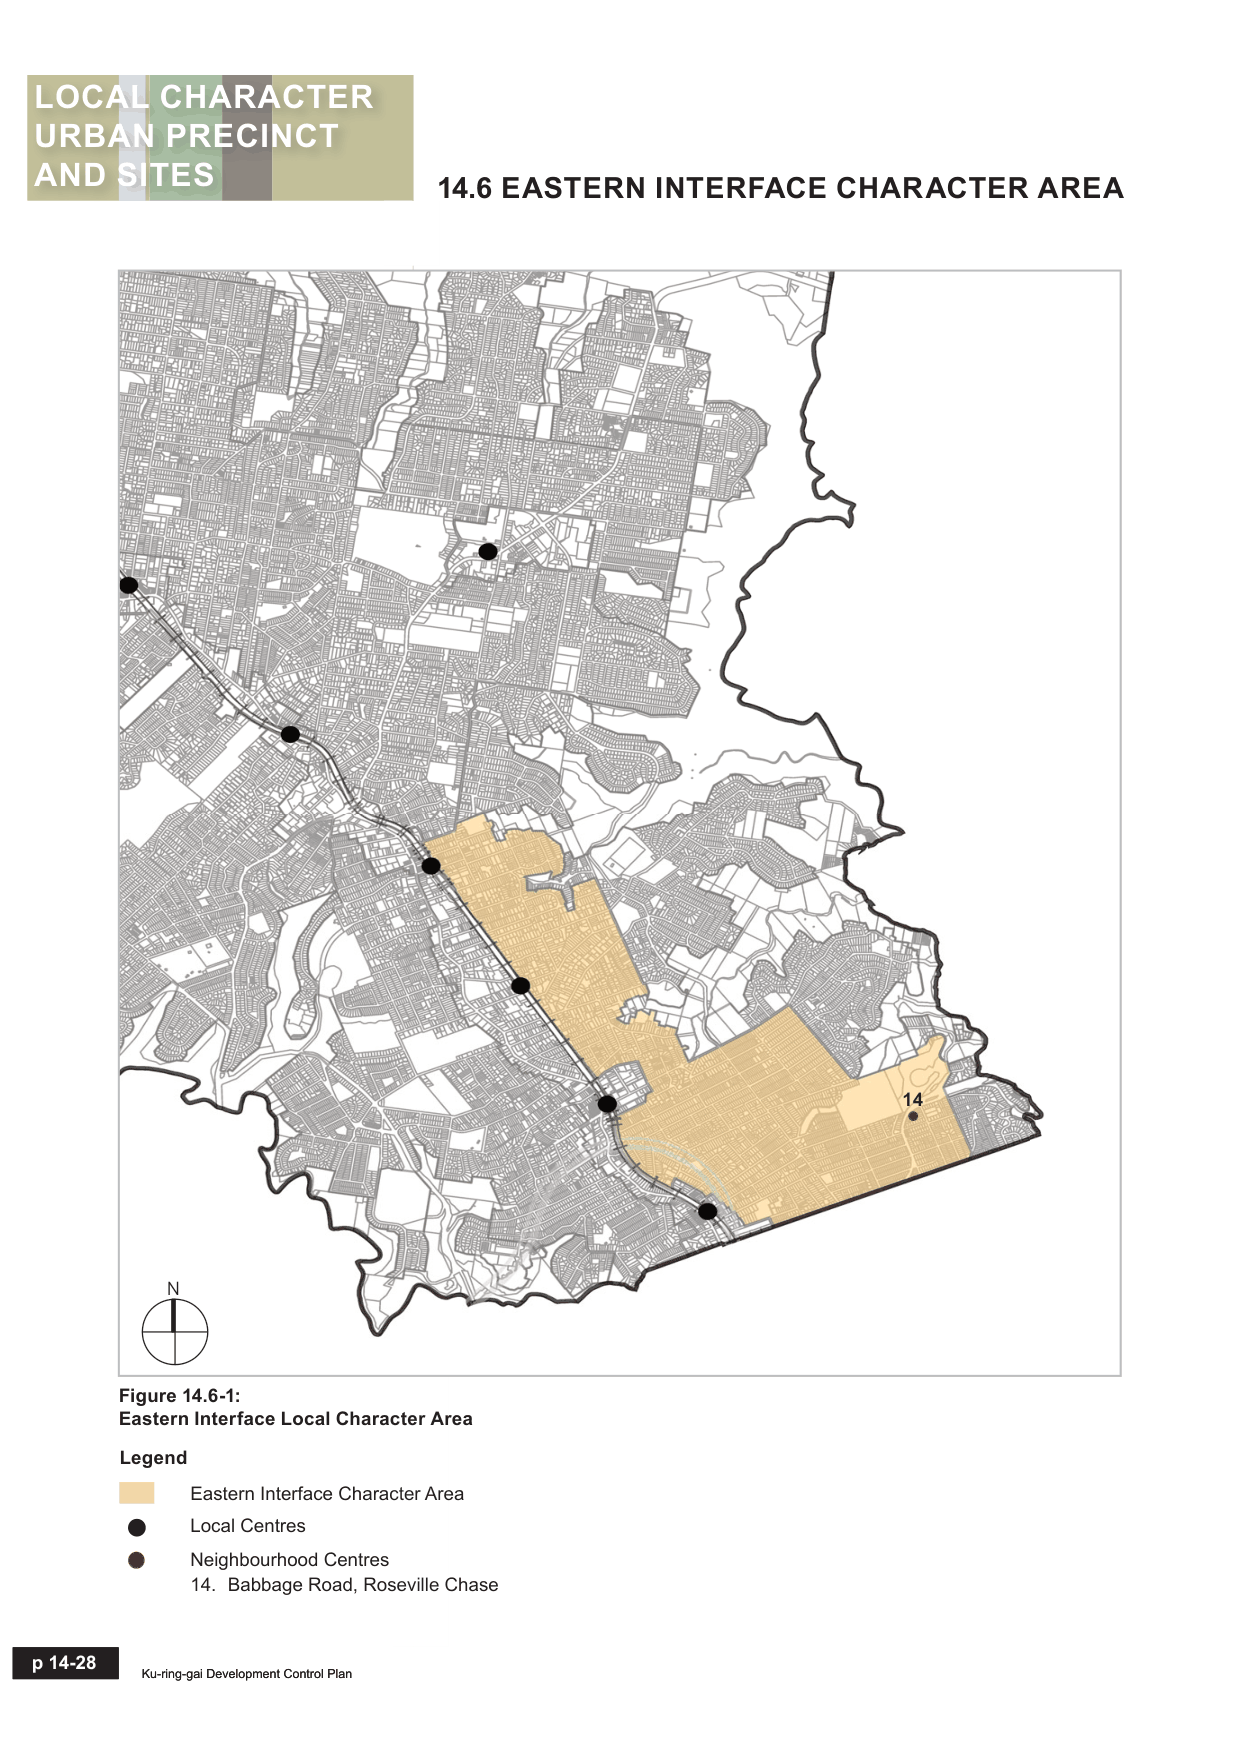 LOCAL CHARACTER
URBAN PRECINCT
AND SITES
14.6 EASTERN INTERFACE CHARACTER AREA
14
N
Figure 14.6-1:
Eastern Interface Local Character Area
Legend
Eastern Interface Character Area
Local Centres
Neighbourhood Centres
14. Babbage Road, Roseville Chase
p 14-28
Ku-ring-gai Development Control Plan